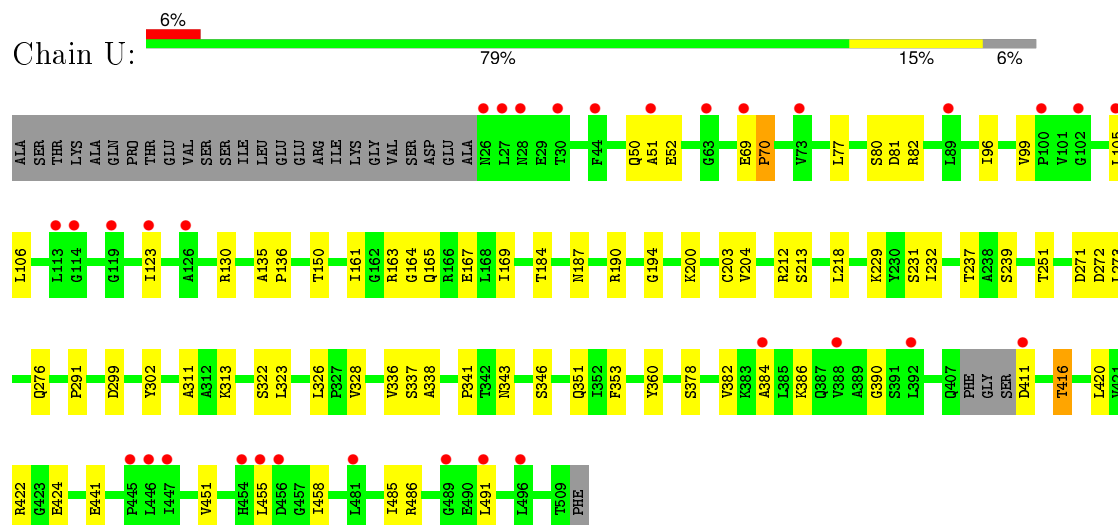 6%
Chain U:
79% 15% 6%
ALA SER THR LYS ALA GLN PRO THR GLU VAL SER SER ILE LEU GLU GLU ARG ILE LYS GLY VAL SER ASP GLU ALA N26 L27 N28 E29 T30 F44 Q50 A51 E52 G63 E69 P70 V73 L77 S80 D81 R82 L89 I96 V99 P100 V101 G102 L105
L106 L113 G114 G119 I123 A126 R130 A135 P136 T150 I161 G162 R163 G164 Q165 R166 E167 L168 I169 T184 N187 R190 G194 K200 C203 V204 R212 S213 L218 K229 Y230 S231 I232 T237 A238 S239 T251 D271 D272 L273
Q276 P291 D299 Y302 A311 A312 K313 S322 L323 L326 P327 V328 V336 S337 A338 P341 T342 N343 S346 Q351 I352 F353 Y360 S378 V382 K383 A384 L385 K386 Q387 V388 A389 G390 S391 L392 Q407 PHE GLY SER D411 T416 L420 V421
R422 G423 E424 E441 P445 L446 I447 V451 H454 L455 D456 G457 I458 L481 I485 R486 G489 E490 L491 L496 T509 PHE